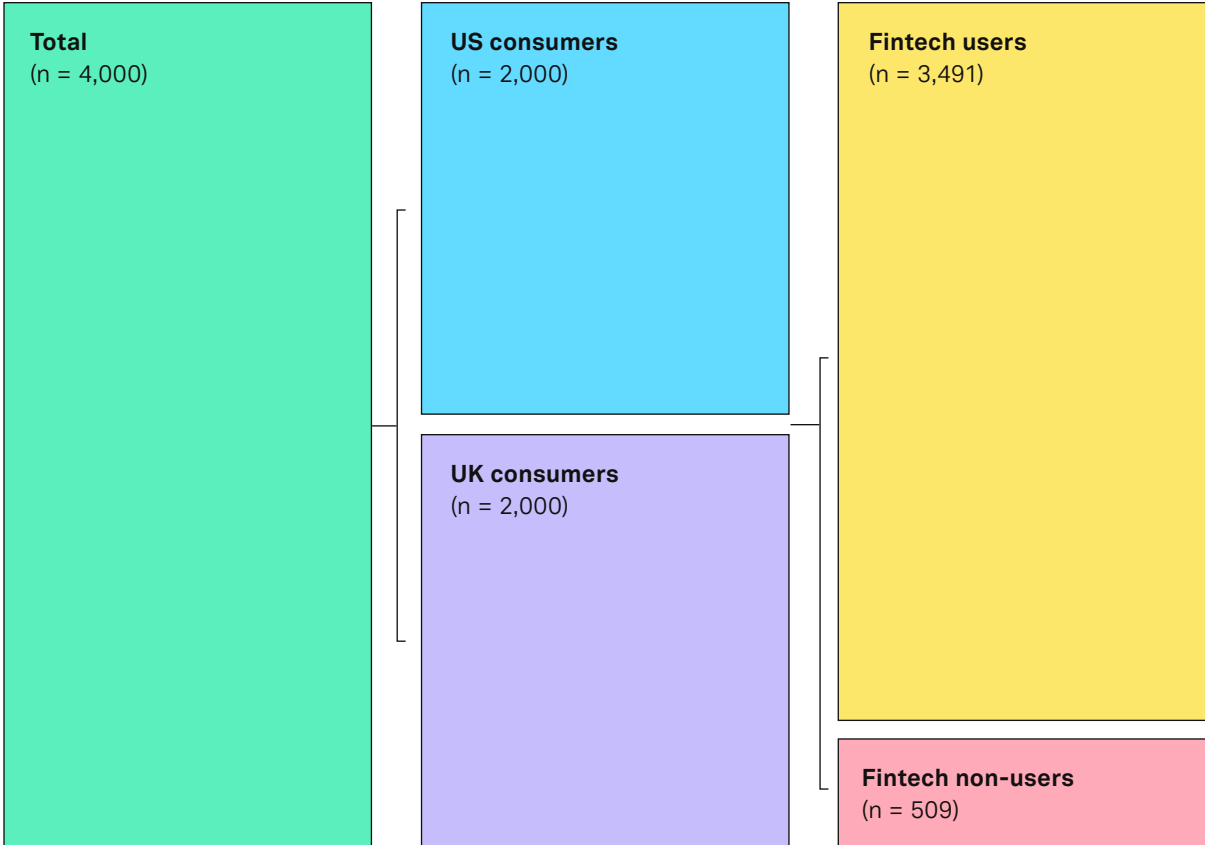 Total
(n = 4,000)
US consumers
(n = 2,000)
UK consumers
(n = 2,000)
Fintech users
(n = 3,491)
Fintech non-users
(n = 509)